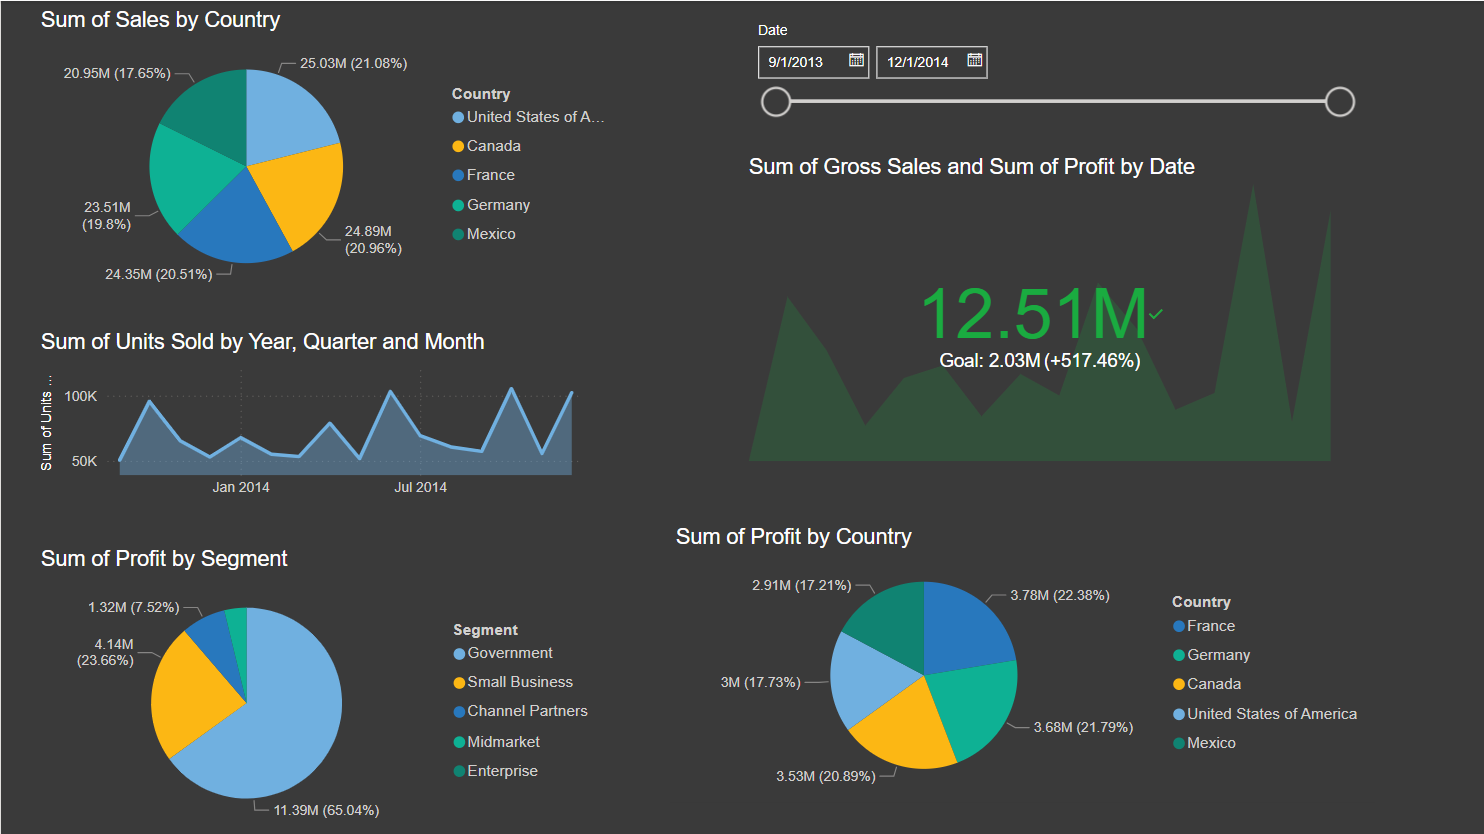 Sum of Sales by Country
20.95M (17.65%)
25.03M (21.08%)
23.51M
(19.8%)
24.89M
(20.96%)
24.35M (20.51%)
Country
United States of A…
Canada
France
Germany
Mexico
Date
9/1/2013
12/1/2014
Sum of Gross Sales and Sum of Profit by Date
12.51M
Goal: 2.03M (+517.46%)
Sum of Units Sold by Year, Quarter and Month
Sum of Units …
100K
50K
Jan 2014
Jul 2014
Sum of Profit by Segment
1.32M (7.52%)
4.14M
(23.66%)
11.39M (65.04%)
Segment
Government
Small Business
Channel Partners
Midmarket
Enterprise
Sum of Profit by Country
2.91M (17.21%)
3.78M (22.38%)
3M (17.73%)
3.68M (21.79%)
3.53M (20.89%)
Country
France
Germany
Canada
United States of America
Mexico